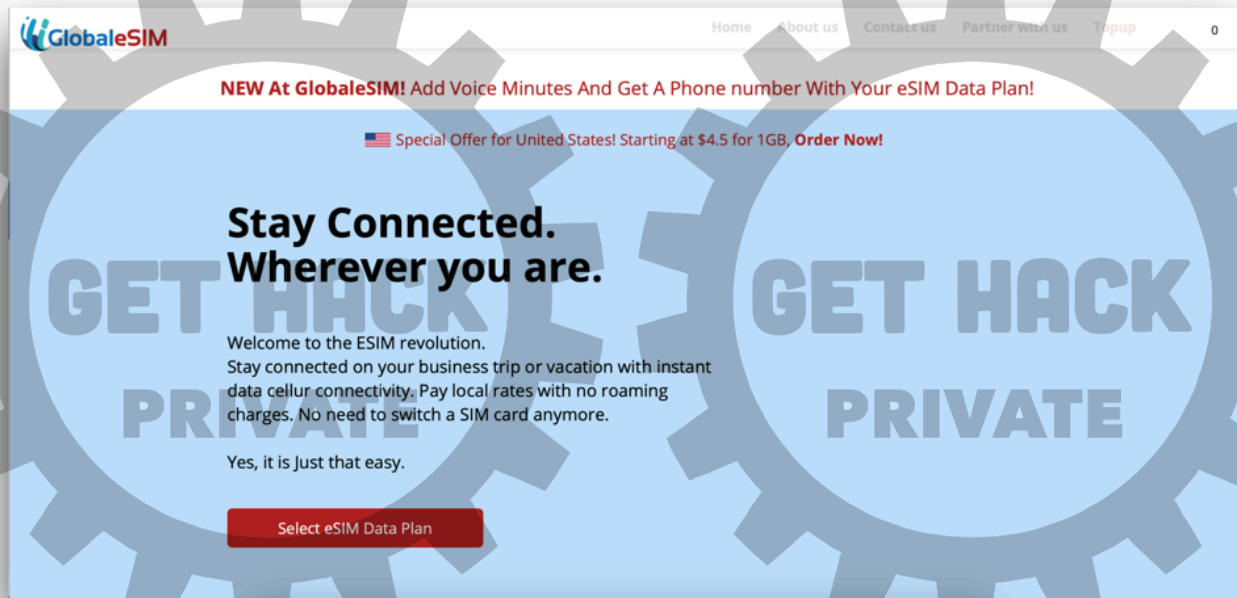 GlobaleSIM
Home About us Contact us Partner with us Topup 0
NEW At GlobaleSIM! Add Voice Minutes And Get A Phone number With Your eSIM Data Plan!
Special Offer for United States! Starting at $4.5 for 1GB, Order Now!
Stay Connected.
Wherever you are.
GET HACK GET HACK
Welcome to the ESIM revolution.
Stay connected on your business trip or vacation with instant
data cellur connectivity. Pay local rates with no roaming
charges. No need to switch a SIM card anymore.
PRIVATE PRIVATE
Yes, it is Just that easy.
Select eSIM Data Plan